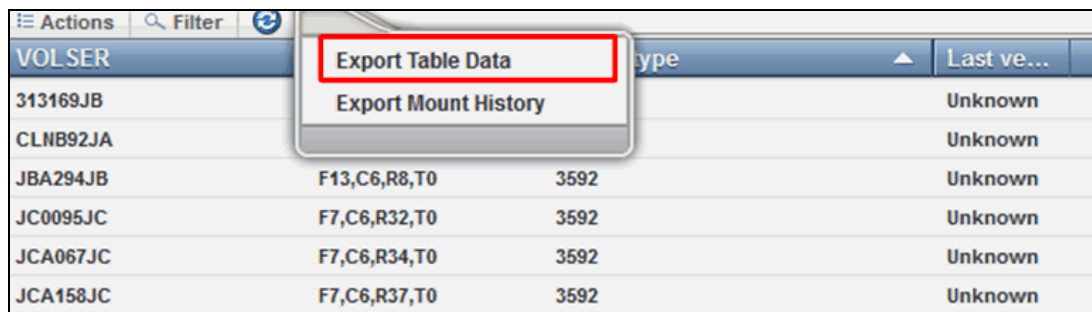 Actions Filter
VOLSER ype Last ve...
Export Table Data
313169JB Unknown
Export Mount History
CLNB92JA Unknown
JBA294JB F13,C6,R8,T0 3592 Unknown
JC0095JC F7,C6,R32,T0 3592 Unknown
JCA067JC F7,C6,R34,T0 3592 Unknown
JCA158JC F7,C6,R37,T0 3592 Unknown